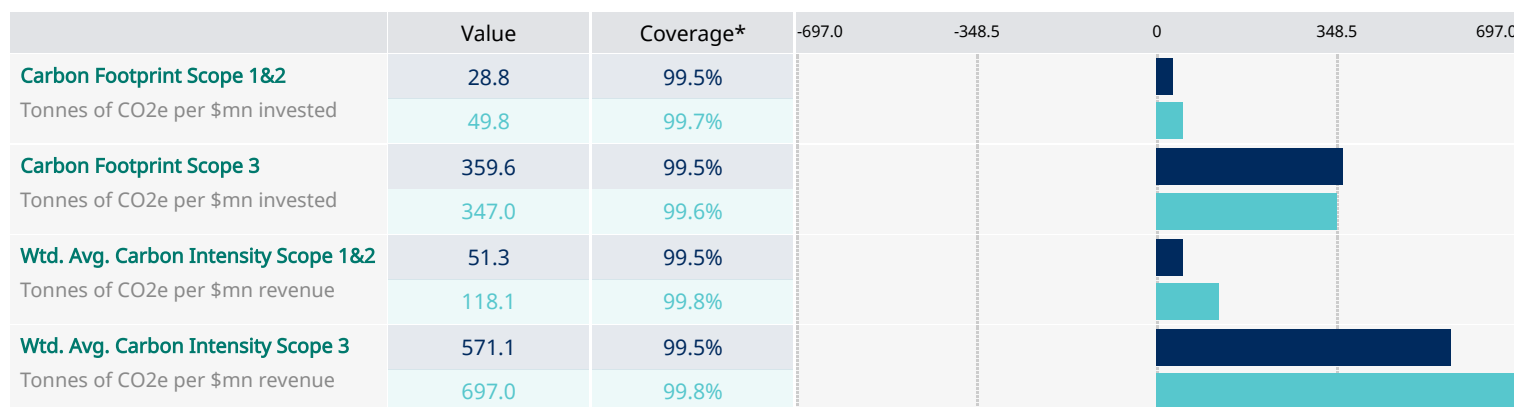 Value Coverage* -697.0 -348.5 0 348.5 697.0
Carbon Footprint Scope 1&2 28.8 99.5%
Tonnes of CO2e per $mn invested 49.8 99.7%
Carbon Footprint Scope 3 359.6 99.5%
Tonnes of CO2e per $mn invested 347.0 99.6%
Wtd. Avg. Carbon Intensity Scope 1&2 51.3 99.5%
Tonnes of CO2e per $mn revenue 118.1 99.8%
Wtd. Avg. Carbon Intensity Scope 3 571.1 99.5%
Tonnes of CO2e per $mn revenue 697.0 99.8%